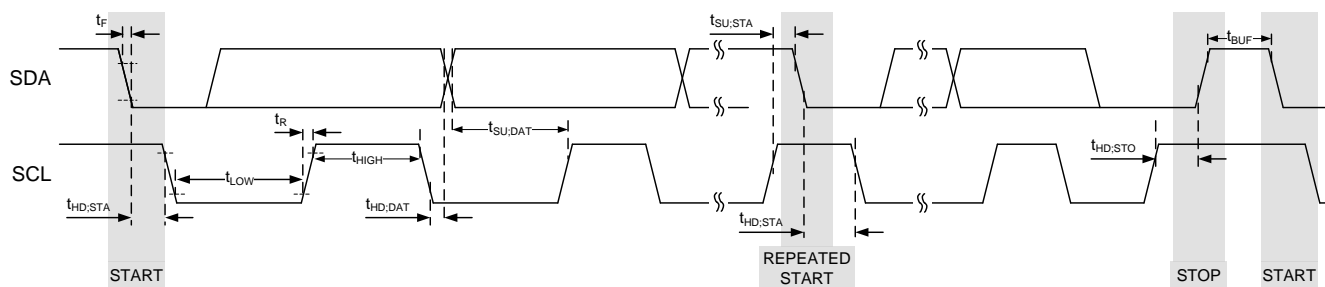 tF
tSU;STA
tBUF
SDA
tR
tSU;DAT
tHIGH
tHD;STO
SCL
tLOW
tHD;STA
tHD;DAT
tHD;STA
START
REPEATED
START
STOP
START